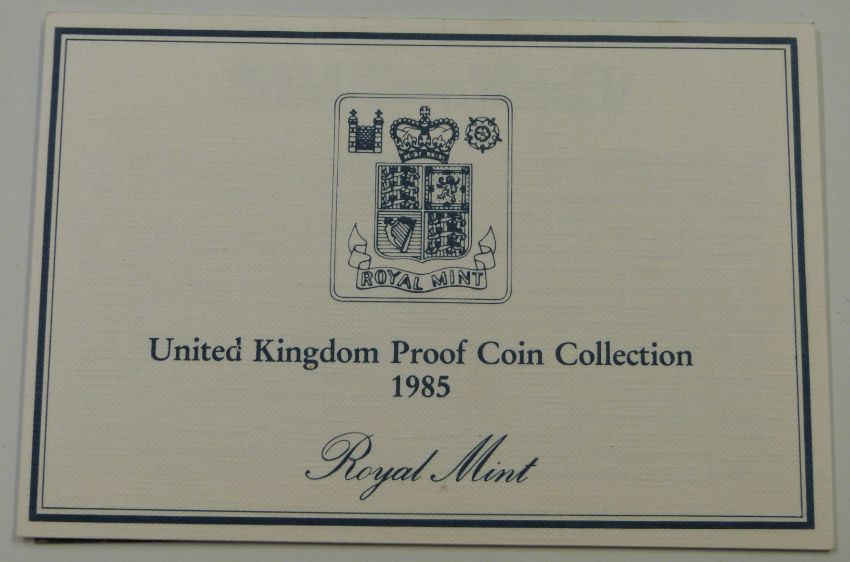 ROYAL MINT
United Kingdom Proof Coin Collection
1985
Royal Mint